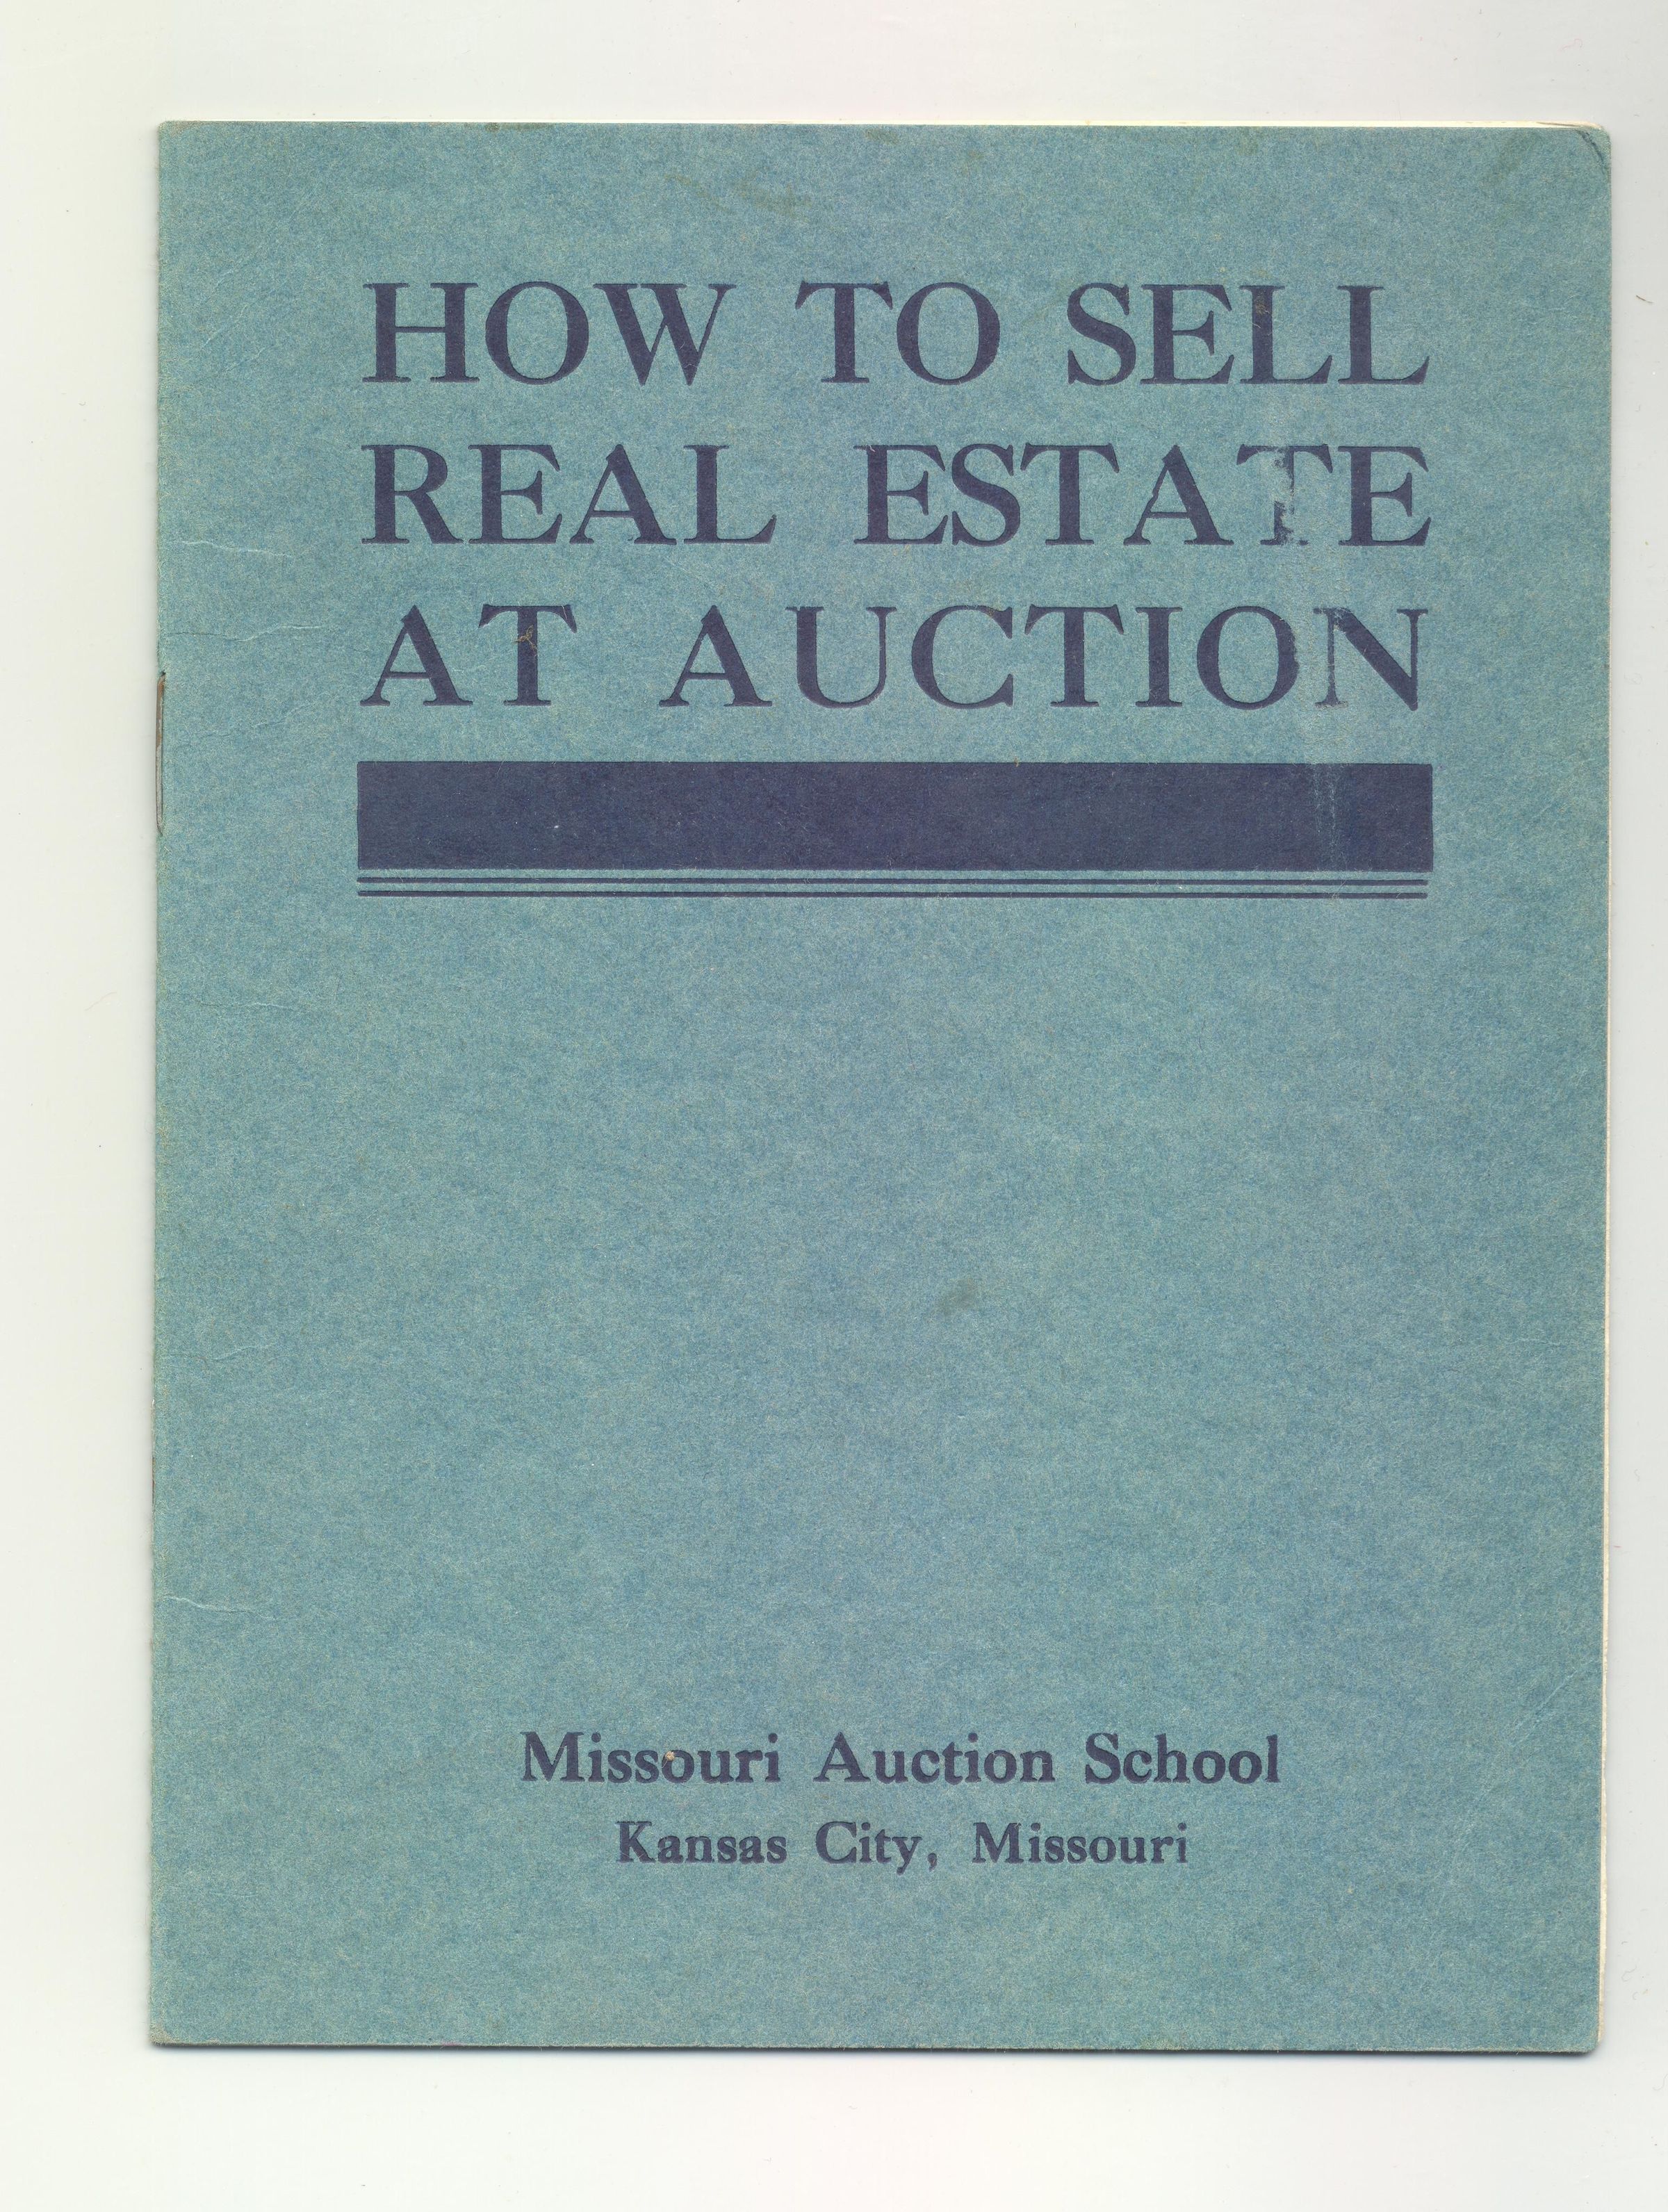 HOW TO SELL
REAL ESTATE
AT AUCTION
Missouri Auction School
Kansas City, Missouri